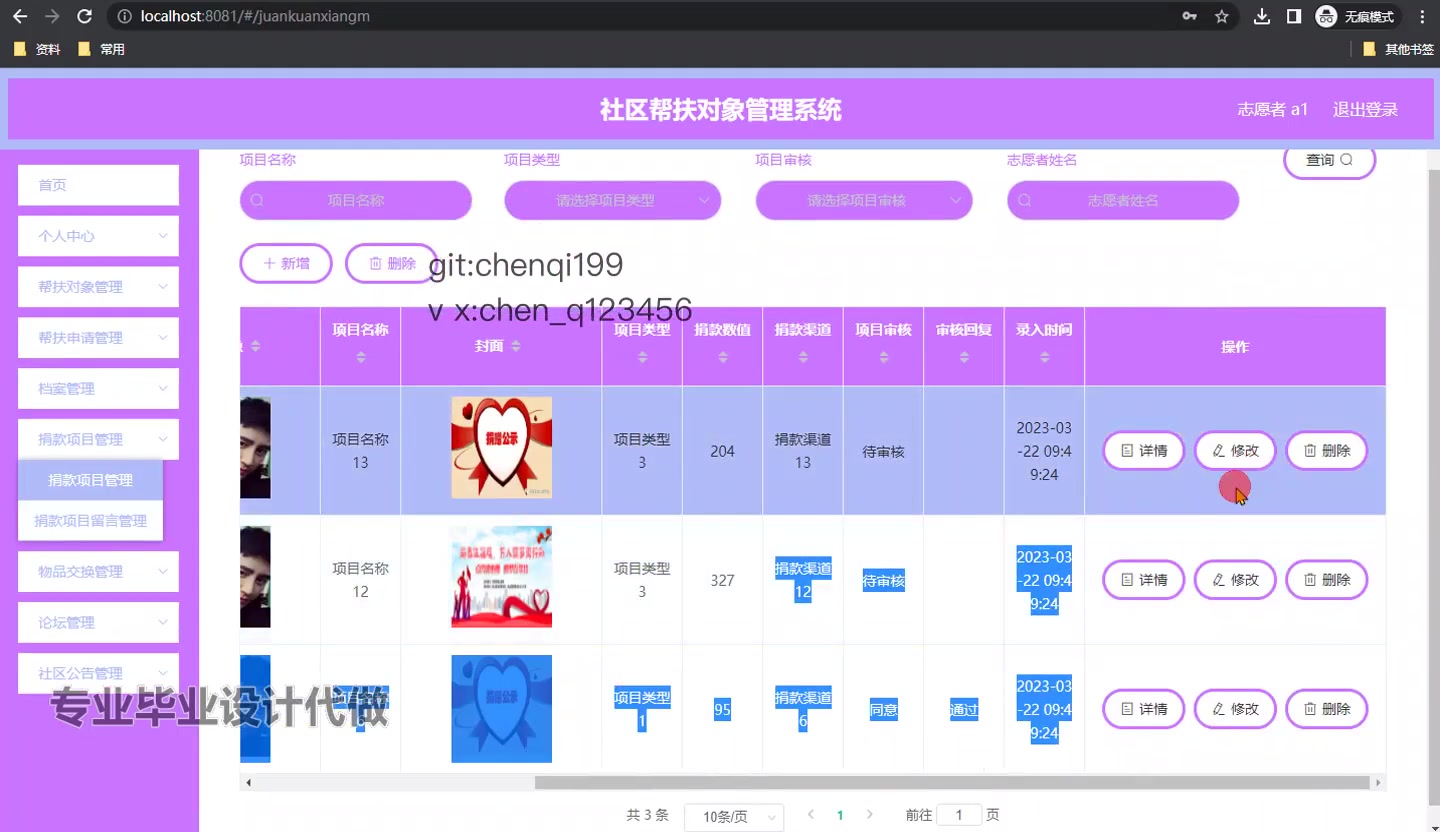 localhost:8081/#/juankuanxiangm
无痕模式
资料
常用
其他书签
社区帮扶对象管理系统
志愿者 a1
退出登录
首页
个人中心
帮扶对象管理
帮扶申请管理
档案管理
捐款项目管理
捐款项目管理
捐款项目留言管理
物品交换管理
论坛管理
社区公告管理
专业毕业设计代做
项目名称
项目类型
项目审核
志愿者姓名
查询
项目名称
请选择项目类型
请选择项目审核
志愿者姓名
新增
删除
git:chenqi199
v x:chen_q123456
项目名称
封面
项目类型
捐款数值
捐款渠道
项目审核
审核回复
录入时间
操作
项目名称
13
捐赠公示
项目类型
3
204
捐款渠道
13
待审核
2023-03
-22 09:4
9:24
详情
修改
删除
项目名称
12
项目类型
3
327
捐款渠道
12
待审核
2023-03
-22 09:4
9:24
详情
修改
删除
捐赠公示
项目类型
1
95
捐款渠道
6
同意
通过
2023-03
-22 09:4
9:24
详情
修改
删除
共 3 条
10条/页
1
前往
1
页